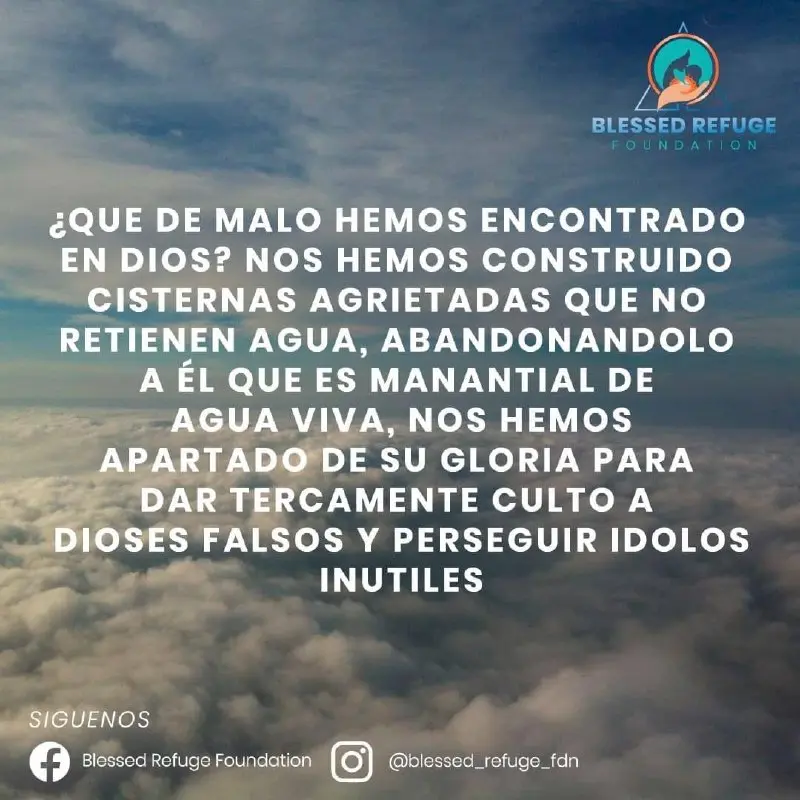 BLESSED REFUGE
FOUNDATION
¿QUE DE MALO HEMOS ENCONTRADO
EN DIOS? NOS HEMOS CONSTRUIDO
CISTERNAS AGRIETADAS QUE NO
RETIENEN AGUA, ABANDONANDOLO
A ÉL QUE ES MANANTIAL DE
AGUA VIVA, NOS HEMOS
APARTADO DE SU GLORIA PARA
DAR TERCAMENTE CULTO A
DIOSES FALSOS Y PERSEGUIR IDOLOS
INUTILES
SIGUENOS
Blessed Refuge Foundation @blessed_refuge_fdn